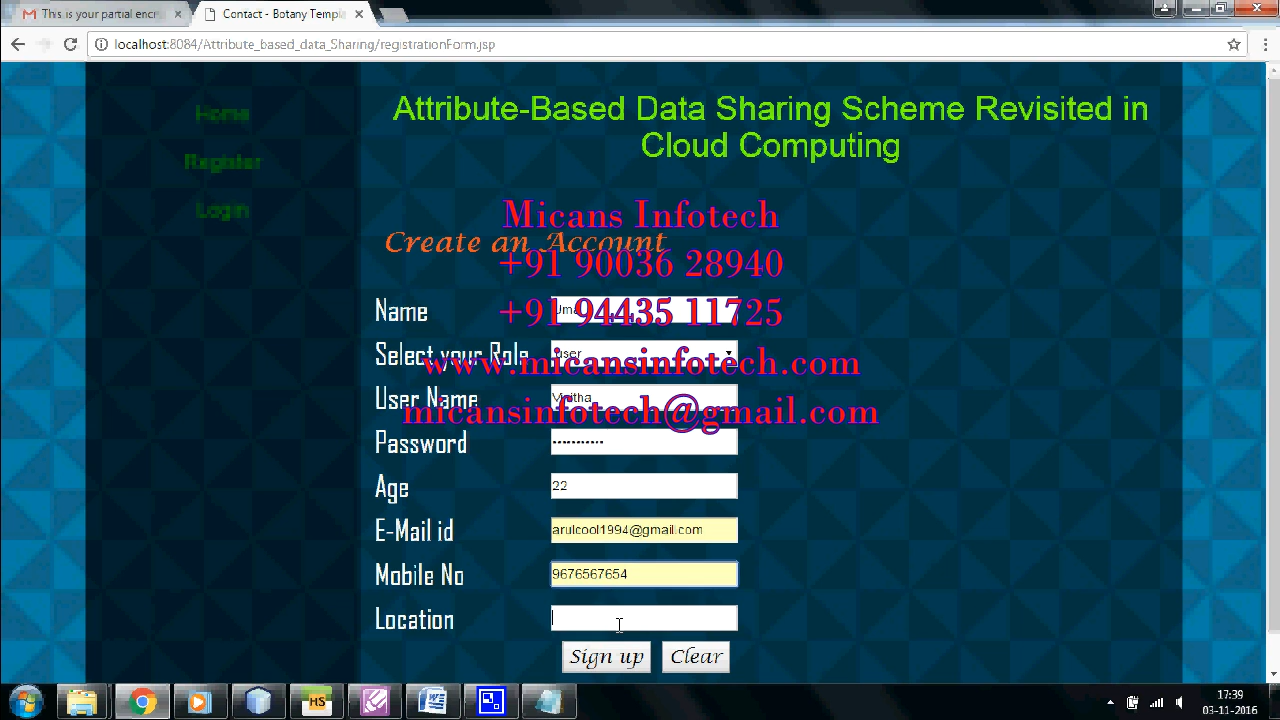 This is your partial encr
Contact - Botany Templa
localhost:8084/Attribute_based_data_Sharing/registrationForm.jsp
Home
Register
Login
Attribute-Based Data Sharing Scheme Revisited in
Cloud Computing
Micans Infotech
Create an Account
+91 90036 28940
Name
+91 94435 11725
Select your Role user
www.micansinfotech.com
User Name
micansinfotech@gmail.com
Password ••••••••••
Age 22
E-Mail id arulcool1994@gmail.com
Mobile No 9676567654
Location
Sign up Clear
HS
17:39
03-11-2016